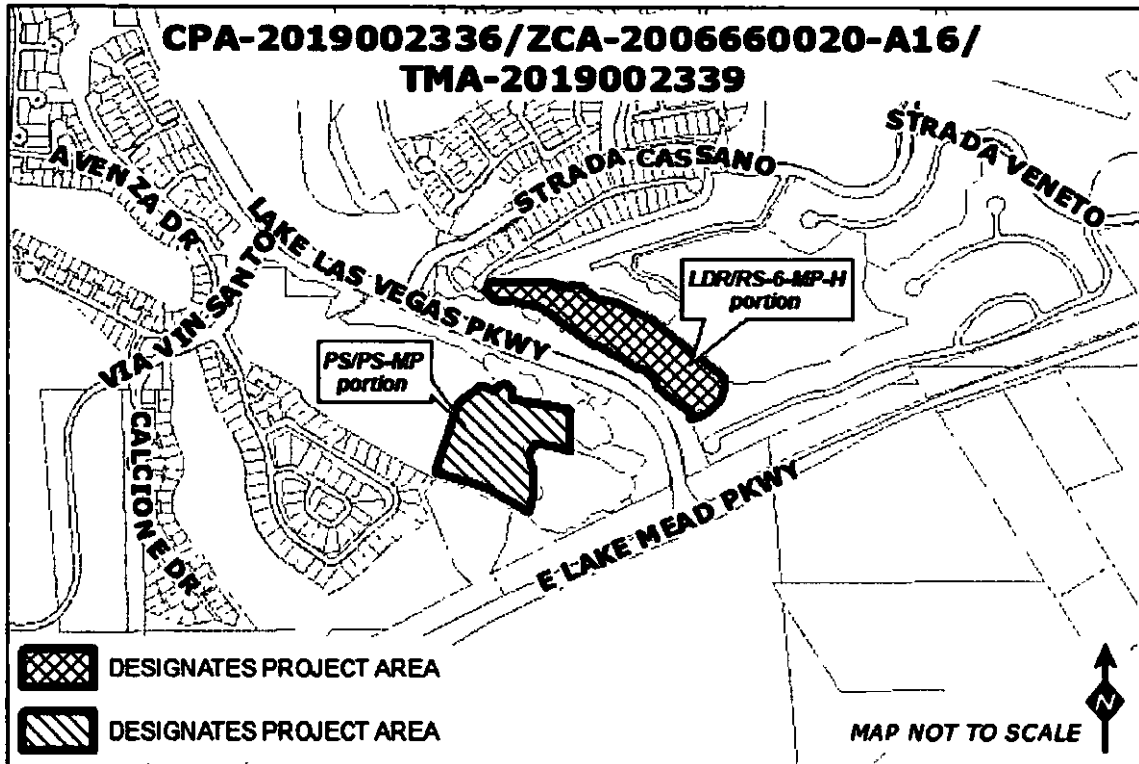 CPA-2019002336/ZCA-2006660020-A16/
TMA-2019002339
STRADA VENETO
STRADA CASSANO
AVENZA DR
LAKE LAS VEGAS PKWY
LDR/RS-6-MP-H
portion
VIA VIN SANTO
PS/PS-MP
portion
CALCIONE DR
E LAKE MEAD PKWY
DESIGNATES PROJECT AREA
DESIGNATES PROJECT AREA
N
MAP NOT TO SCALE